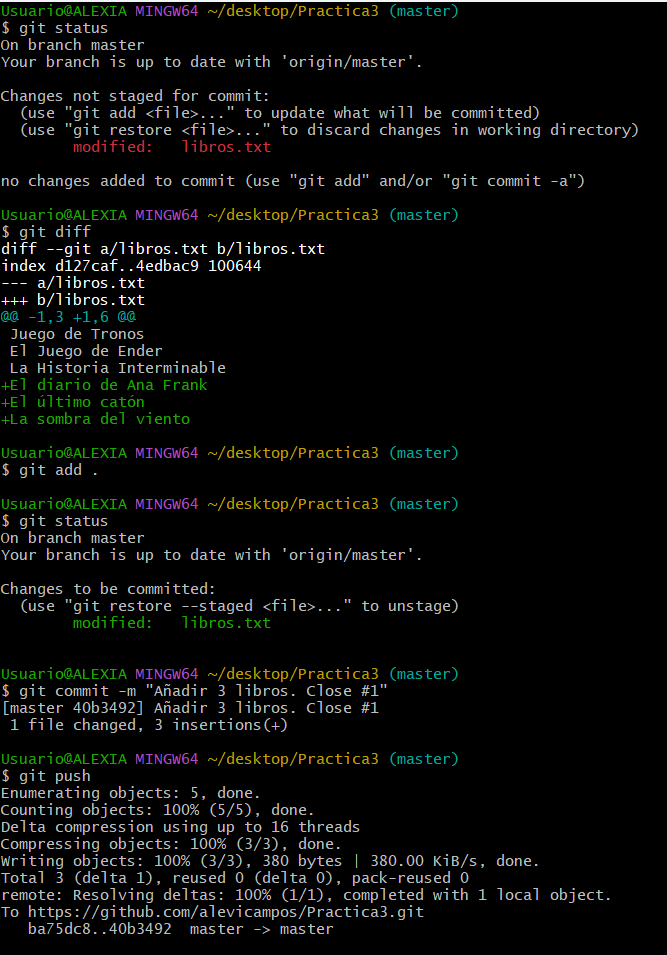 Usuario@ALEXIA MINGW64 ~/desktop/Practica3 (master)
$ git status
On branch master
Your branch is up to date with 'origin/master'.

Changes not staged for commit:
  (use "git add <file>..." to update what will be committed)
  (use "git restore <file>..." to discard changes in working directory)
        modified:   libros.txt

no changes added to commit (use "git add" and/or "git commit -a")

Usuario@ALEXIA MINGW64 ~/desktop/Practica3 (master)
$ git diff
diff --git a/libros.txt b/libros.txt
index d127caf..4edbac9 100644
--- a/libros.txt
+++ b/libros.txt
@@ -1,3 +1,6 @@
 Juego de Tronos
 El Juego de Ender
 La Historia Interminable
+El diario de Ana Frank
+El último catón
+La sombra del viento

Usuario@ALEXIA MINGW64 ~/desktop/Practica3 (master)
$ git add .

Usuario@ALEXIA MINGW64 ~/desktop/Practica3 (master)
$ git status
On branch master
Your branch is up to date with 'origin/master'.

Changes to be committed:
  (use "git restore --staged <file>..." to unstage)
        modified:   libros.txt

Usuario@ALEXIA MINGW64 ~/desktop/Practica3 (master)
$ git commit -m "Añadir 3 libros. Close #1"
[master 40b3492] Añadir 3 libros. Close #1
 1 file changed, 3 insertions(+)

Usuario@ALEXIA MINGW64 ~/desktop/Practica3 (master)
$ git push
Enumerating objects: 5, done.
Counting objects: 100% (5/5), done.
Delta compression using up to 16 threads
Compressing objects: 100% (3/3), done.
Writing objects: 100% (3/3), 380 bytes | 380.00 KiB/s, done.
Total 3 (delta 1), reused 0 (delta 0), pack-reused 0
remote: Resolving deltas: 100% (1/1), completed with 1 local object.
To https://github.com/alevicampos/Practica3.git
   ba75dc8..40b3492  master -> master